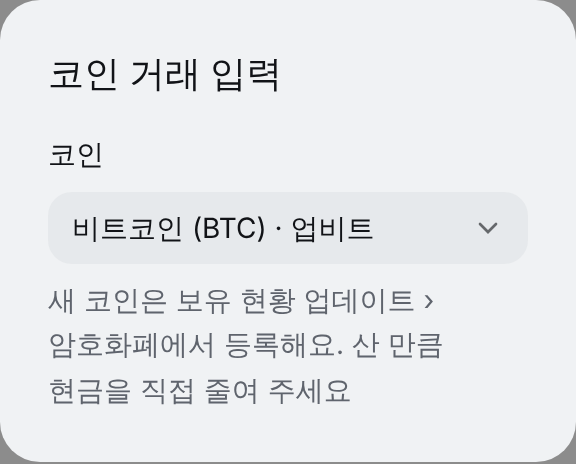 코인 거래 입력
코인
비트코인 (BTC) · 업비트
새 코인은 보유 현황 업데이트 ›
암호화폐에서 등록해요. 산 만큼
현금을 직접 줄여 주세요